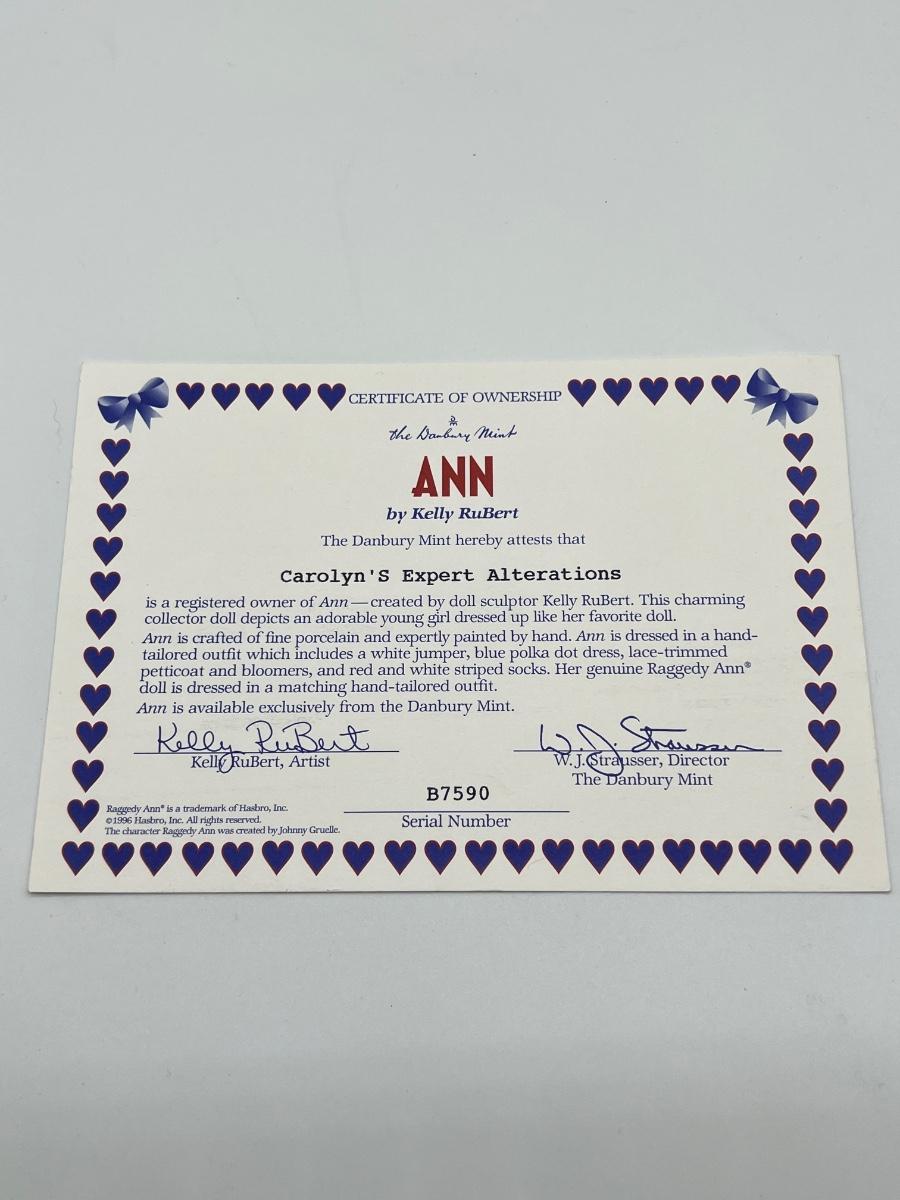 CERTIFICATE OF OWNERSHIP
the Danbury Mint
ANN
by Kelly RuBert
The Danbury Mint hereby attests that
Carolyn'S Expert Alterations
is a registered owner of Ann—created by doll sculptor Kelly RuBert. This charming
collector doll depicts an adorable young girl dressed up like her favorite doll.
Ann is crafted of fine porcelain and expertly painted by hand. Ann is dressed in a hand-
tailored outfit which includes a white jumper, blue polka dot dress, lace-trimmed
petticoat and bloomers, and red and white striped socks. Her genuine Raggedy Ann®
doll is dressed in a matching hand-tailored outfit.
Ann is available exclusively from the Danbury Mint.
Kelly RuBert
Kelly RuBert, Artist
W. J. Strausser
W. J. Strausser, Director
The Danbury Mint
B7590
Serial Number
Raggedy Ann® is a trademark of Hasbro, Inc.
©1996 Hasbro, Inc. All rights reserved.
The character Raggedy Ann was created by Johnny Gruelle.